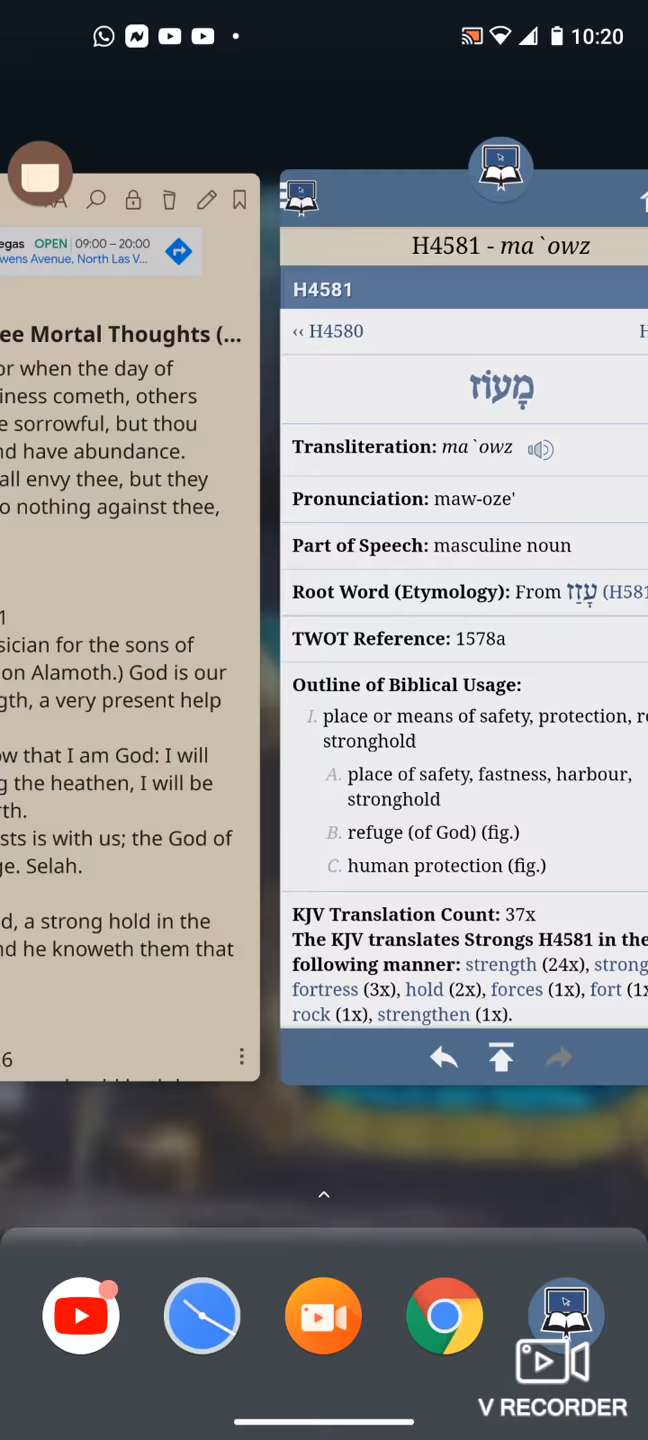 10:20
egas OPEN 09:00 – 20:00
wens Avenue, North Las V...
ee Mortal Thoughts (...
or when the day of
iness cometh, others
e sorrowful, but thou
nd have abundance.
all envy thee, but they
o nothing against thee,
1
sician for the sons of
on Alamoth.) God is our
gth, a very present help
ow that I am God: I will
g the heathen, I will be
rth.
sts is with us; the God of
ge. Selah.
d, a strong hold in the
nd he knoweth them that
6
H4581 - ma`owz
H4581
‹‹ H4580
H
מָעוֹז
Transliteration: ma`owz
Pronunciation: maw-oze'
Part of Speech: masculine noun
Root Word (Etymology): From עָזַז (H581
TWOT Reference: 1578a
Outline of Biblical Usage:
I. place or means of safety, protection, re
stronghold
A. place of safety, fastness, harbour,
stronghold
B. refuge (of God) (fig.)
C. human protection (fig.)
KJV Translation Count: 37x
The KJV translates Strongs H4581 in the
following manner: strength (24x), strong
fortress (3x), hold (2x), forces (1x), fort (1x
rock (1x), strengthen (1x).
V RECORDER